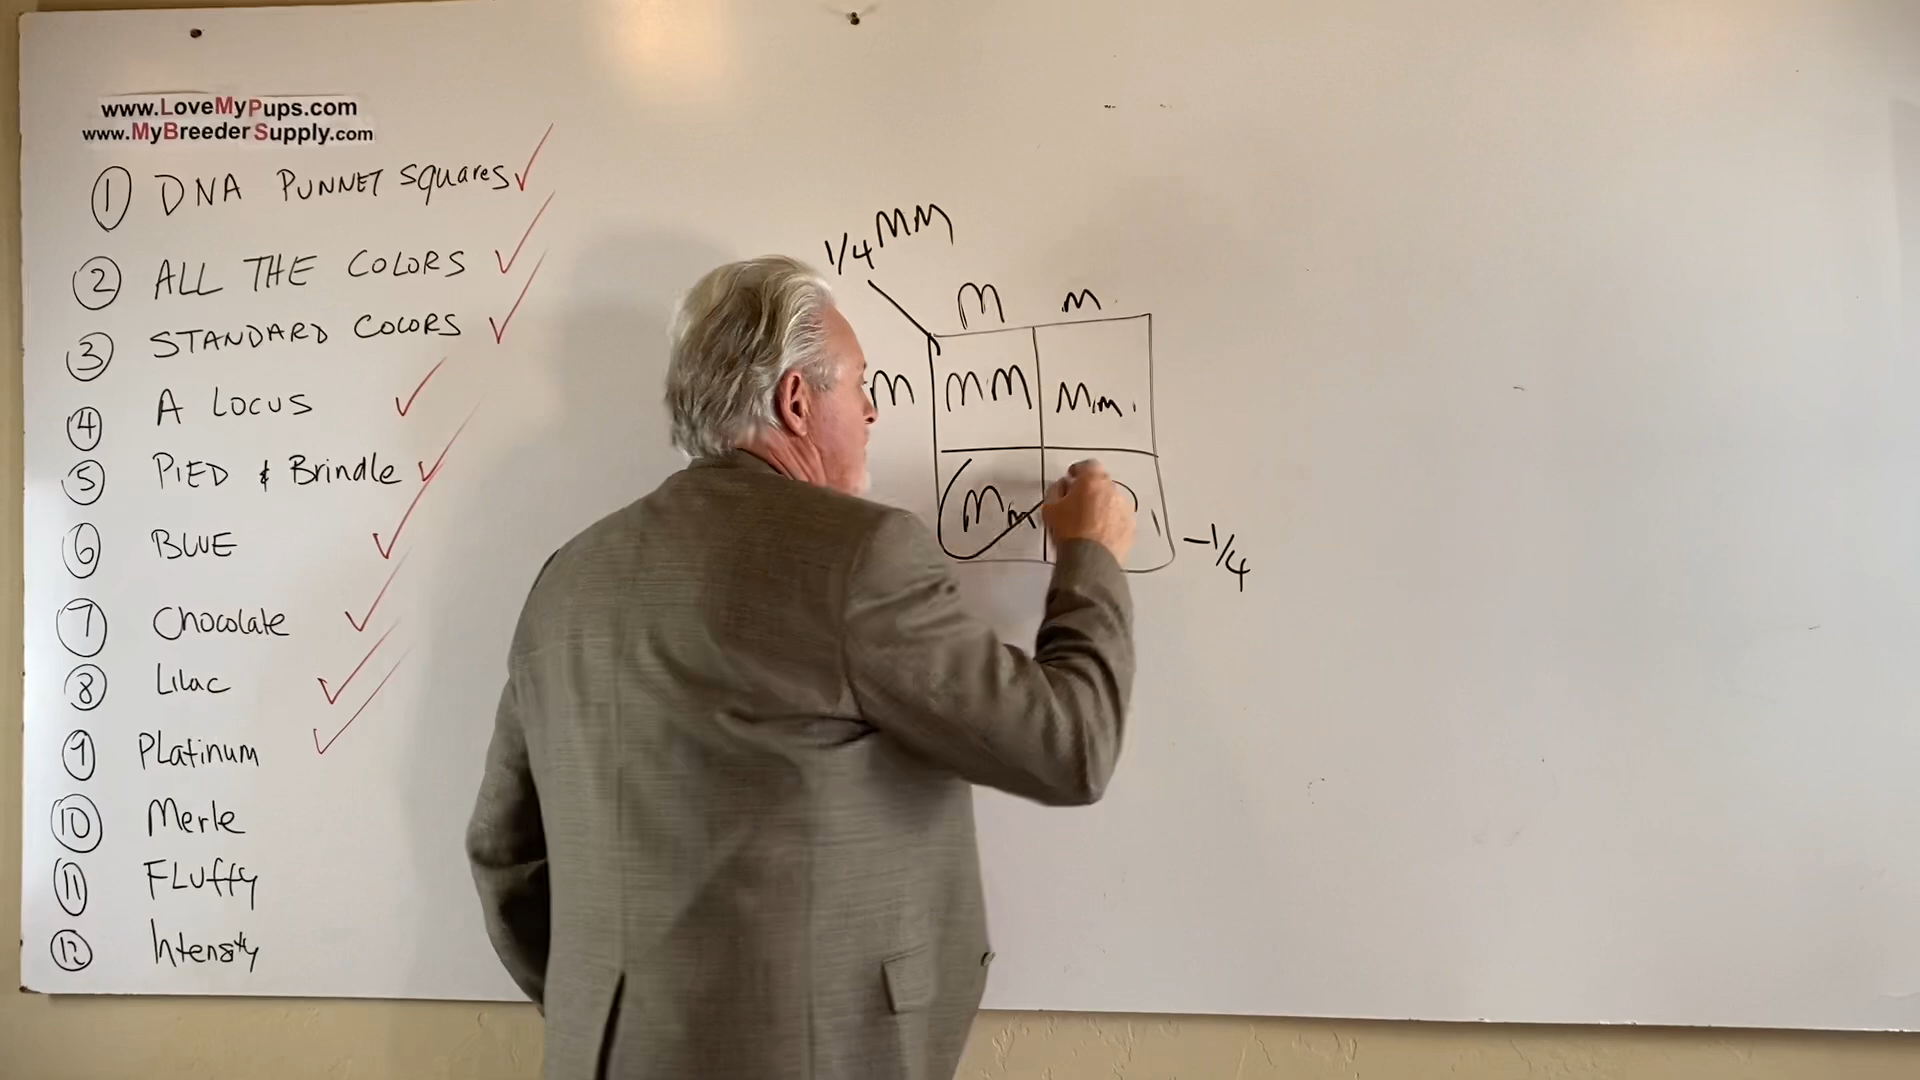 www.LoveMyPups.com
www.MyBreederSupply.com
1 DNA PUNNET squares
2 ALL THE COLORS
3 STANDARD COLORS
4 A LOCUS
5 PIED & Brindle
6 BLUE
7 Chocolate
8 Lilac
9 Platinum
10 Merle
11 FLuffy
12 Intensity
1/4 MM
M m
M MM Mm
Mm
-1/4